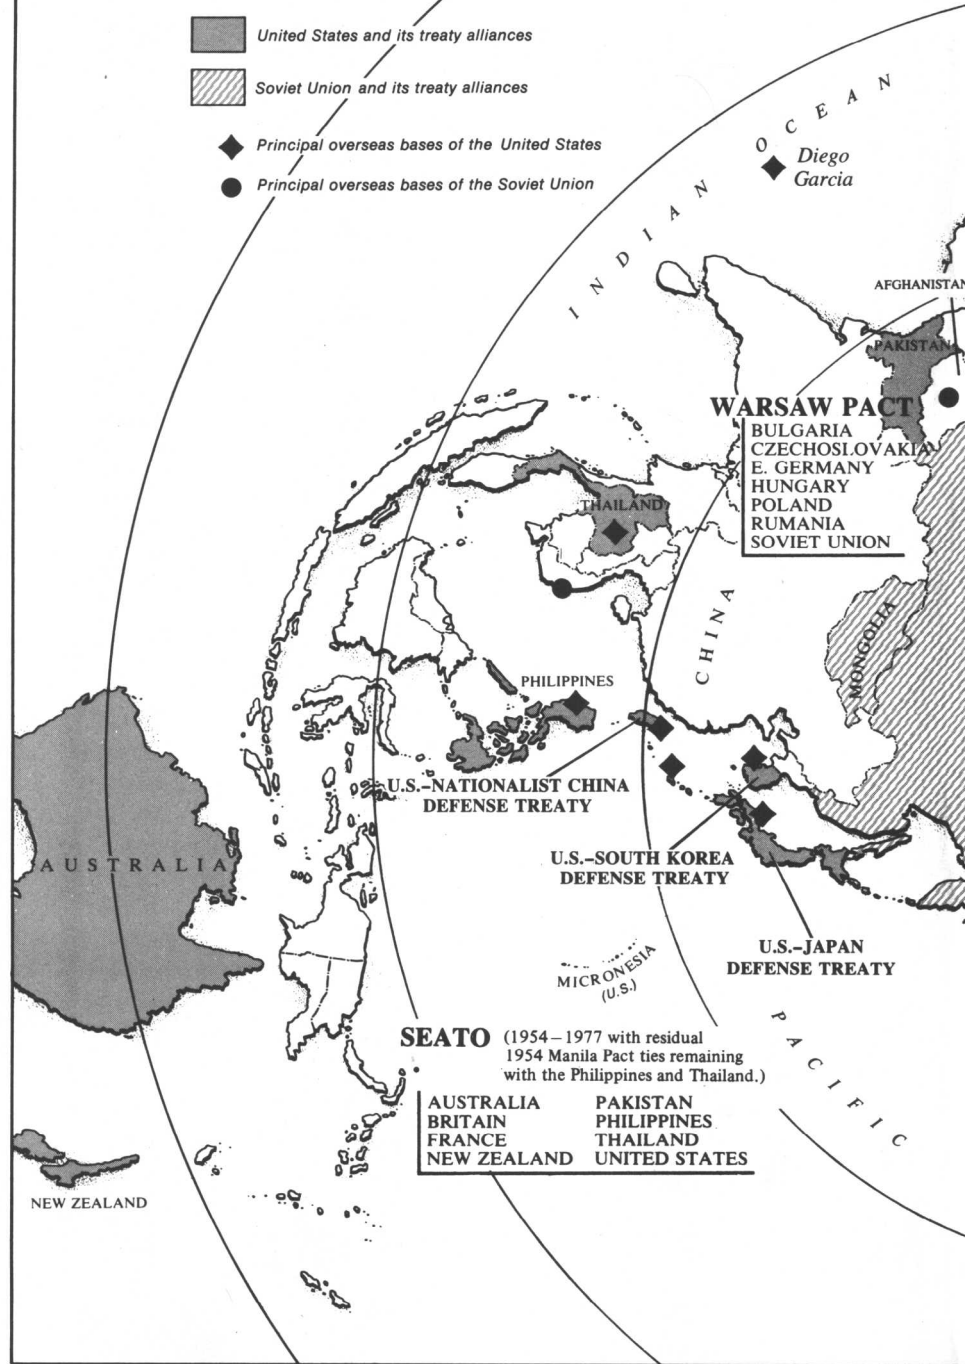 United States and its treaty alliances
Soviet Union and its treaty alliances
Principal overseas bases of the United States
Principal overseas bases of the Soviet Union
INDIAN OCEAN
Diego
Garcia
AFGHANISTAN
PAKISTAN
WARSAW PACT
BULGARIA
CZECHOSLOVAKIA
E. GERMANY
HUNGARY
POLAND
RUMANIA
SOVIET UNION
THAILAND
CHINA
MONGOLIA
PHILIPPINES
U.S.–NATIONALIST CHINA
DEFENSE TREATY
AUSTRALIA
U.S.–SOUTH KOREA
DEFENSE TREATY
U.S.–JAPAN
DEFENSE TREATY
MICRONESIA
(U.S.)
PACIFIC
SEATO (1954–1977 with residual
1954 Manila Pact ties remaining
with the Philippines and Thailand.)
AUSTRALIA PAKISTAN
BRITAIN PHILIPPINES
FRANCE THAILAND
NEW ZEALAND UNITED STATES
NEW ZEALAND